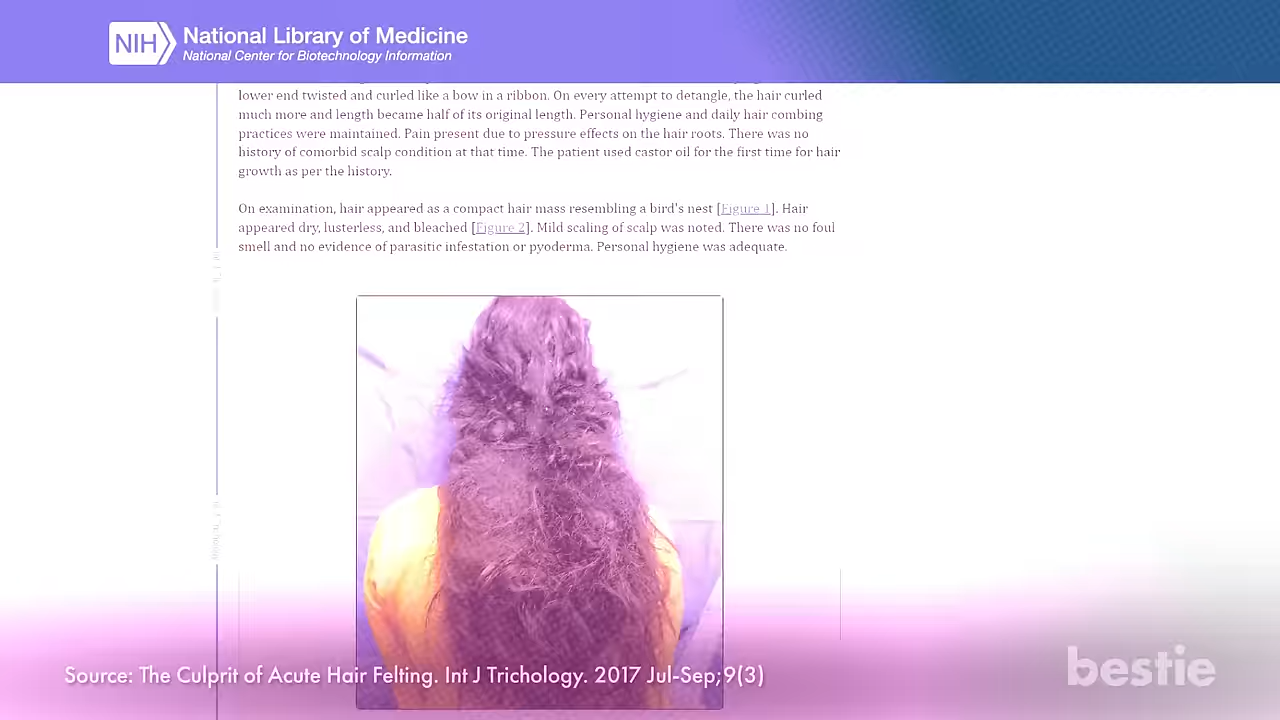 NIH National Library of Medicine
National Center for Biotechnology Information
lower end twisted and curled like a bow in a ribbon. On every attempt to detangle, the hair curled
much more and length became half of its original length. Personal hygiene and daily hair combing
practices were maintained. Pain present due to pressure effects on the hair roots. There was no
history of comorbid scalp condition at that time. The patient used castor oil for the first time for hair
growth as per the history.
On examination, hair appeared as a compact hair mass resembling a bird's nest [Figure 1]. Hair
appeared dry, lusterless, and bleached [Figure 2]. Mild scaling of scalp was noted. There was no foul
smell and no evidence of parasitic infestation or pyoderma. Personal hygiene was adequate.
Source: The Culprit of Acute Hair Felting. Int J Trichology. 2017 Jul-Sep;9(3)
bestie